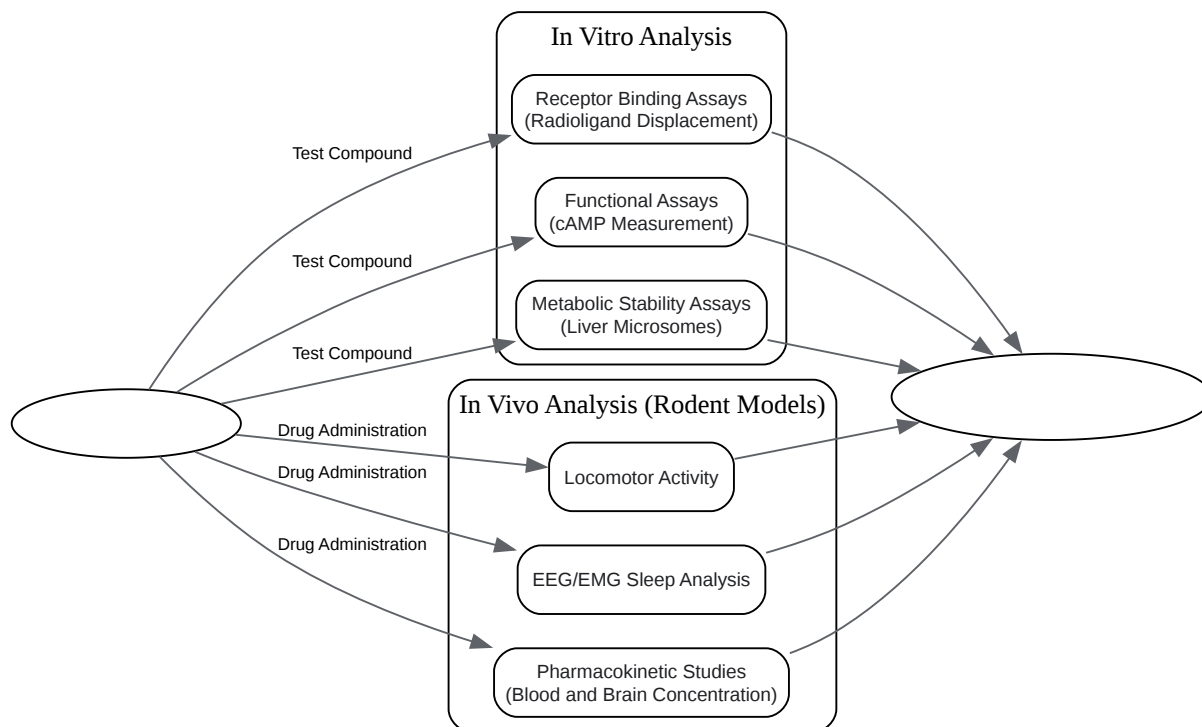 In Vitro Analysis
Receptor Binding Assays
(Radioligand Displacement)
Test Compound
Functional Assays
(cAMP Measurement)
Test Compound
Metabolic Stability Assays
(Liver Microsomes)
Test Compound
In Vivo Analysis (Rodent Models)
Drug Administration
Locomotor Activity
Drug Administration
EEG/EMG Sleep Analysis
Drug Administration
Pharmacokinetic Studies
(Blood and Brain Concentration)